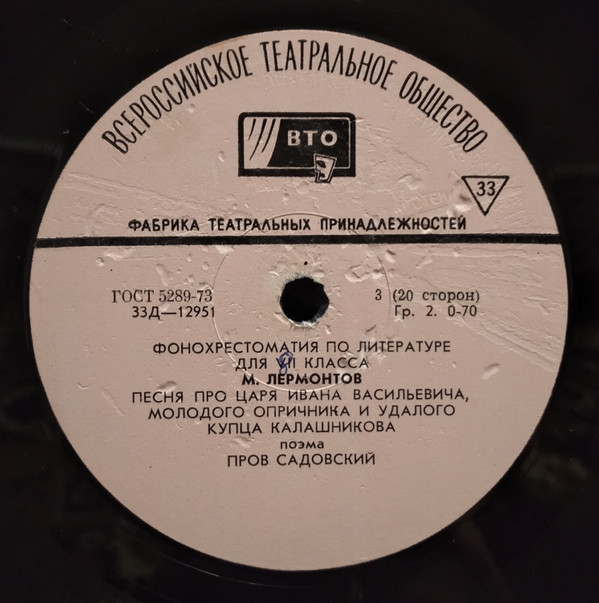 ВСЕРОССИЙСКОЕ ТЕАТРАЛЬНОЕ ОБЩЕСТВО
ВТО
33
ФАБРИКА ТЕАТРАЛЬНЫХ ПРИНАДЛЕЖНОСТЕЙ
ГОСТ 5289-73 3 (20 сторон)
33Д—12951 Гр. 2. 0-70
ФОНОХРЕСТОМАТИЯ ПО ЛИТЕРАТУРЕ
ДЛЯ КЛАССА
М. ЛЕРМОНТОВ
ПЕСНЯ ПРО ЦАРЯ ИВАНА ВАСИЛЬЕВИЧА,
МОЛОДОГО ОПРИЧНИКА И УДАЛОГО
КУПЦА КАЛАШНИКОВА
поэма
ПРОВ САДОВСКИЙ